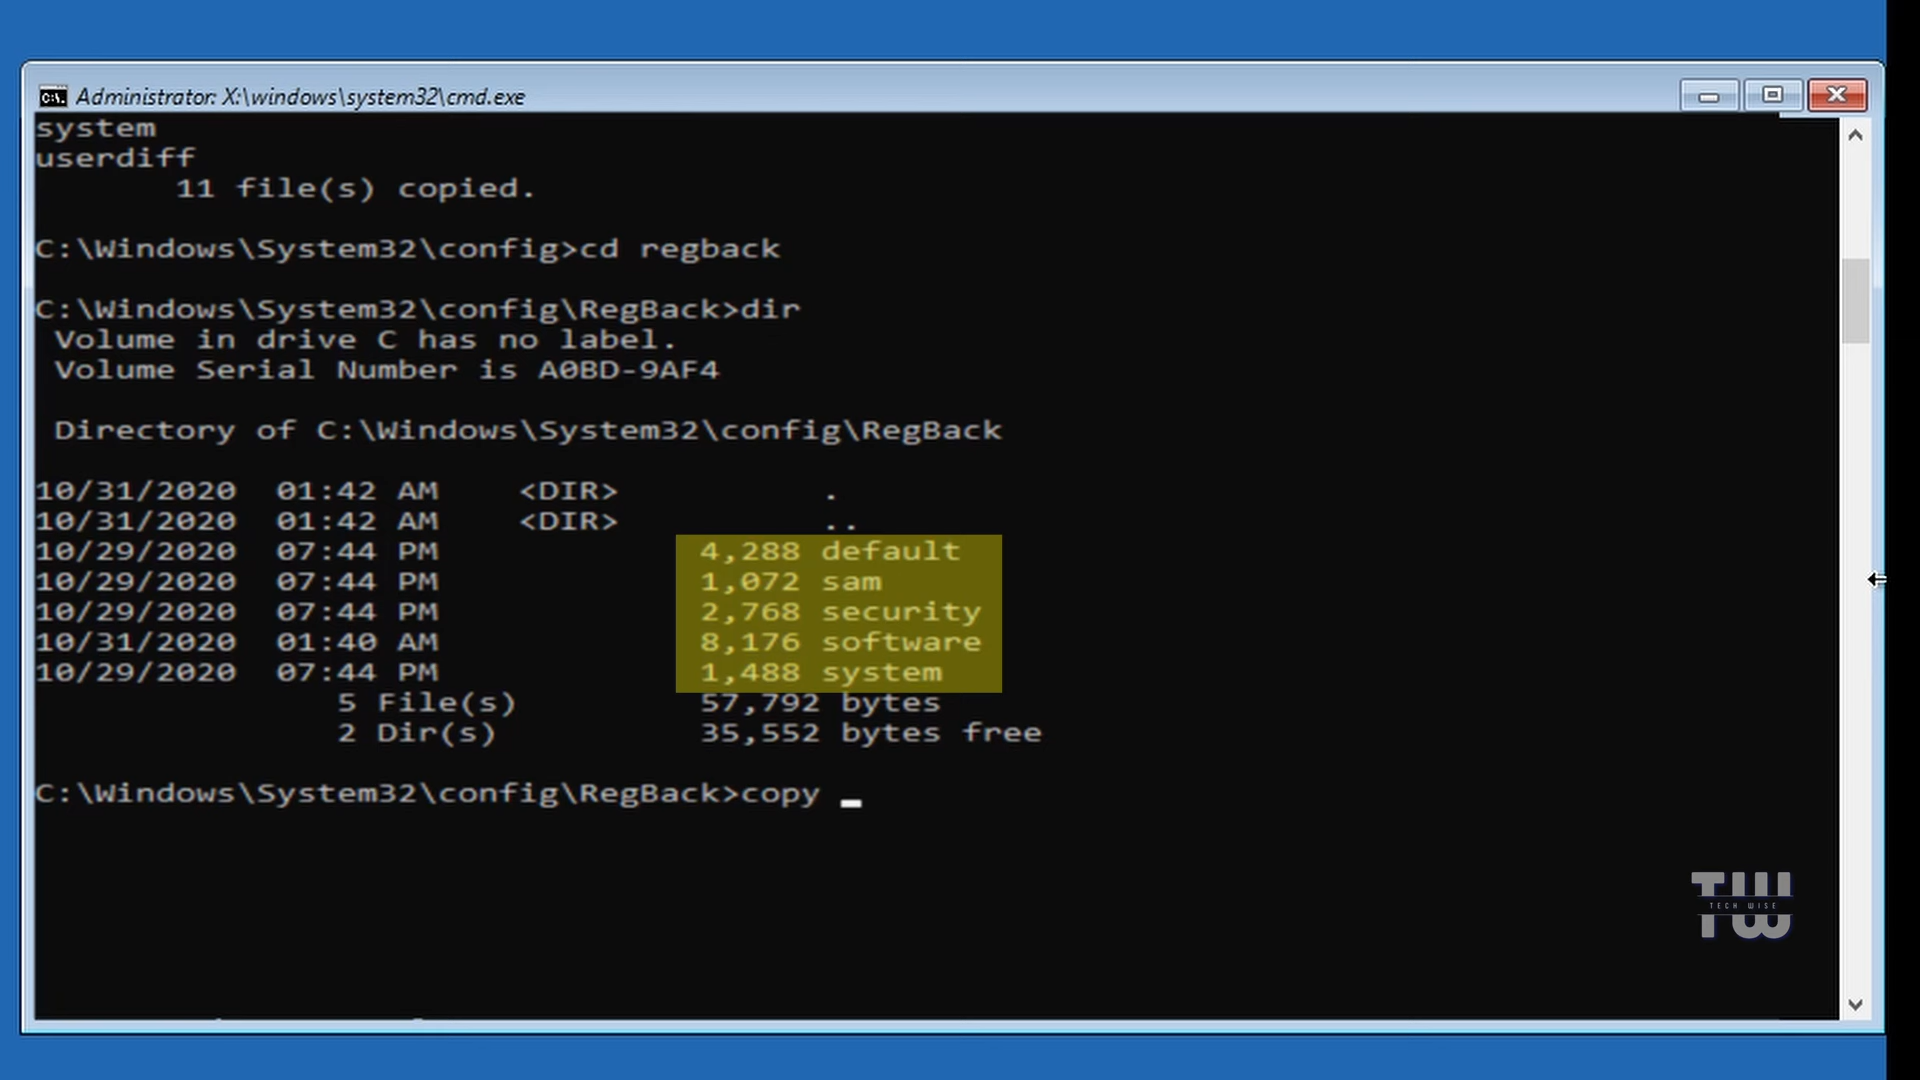 Administrator: X:\windows\system32\cmd.exe
system
userdiff
11 file(s) copied.
C:\Windows\System32\config>cd regback
C:\Windows\System32\config\RegBack>dir
Volume in drive C has no label.
Volume Serial Number is A0BD-9AF4
Directory of C:\Windows\System32\config\RegBack
10/31/2020 01:42 AM <DIR> .
10/31/2020 01:42 AM <DIR> ..
10/29/2020 07:44 PM 4,288 default
10/29/2020 07:44 PM 1,072 sam
10/29/2020 07:44 PM 2,768 security
10/31/2020 01:40 AM 8,176 software
10/29/2020 07:44 PM 1,488 system
5 File(s) 57,792 bytes
2 Dir(s) 35,552 bytes free
C:\Windows\System32\config\RegBack>copy
TW
TECH WISE